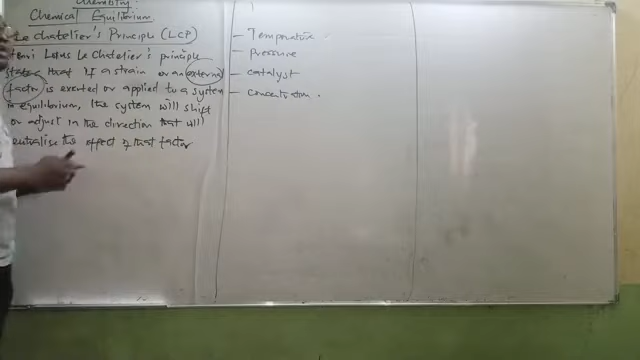 Chemistry
Chemical Equilibrium
Le chatelier's Principle (LCP)
Henri Louis Le Chatelier's principle
states that if a strain or an external
factor is exerted or applied to a system
in equilibrium, the system will shift
or adjust in the direction that will
neutralise the effect of that factor
- Temperature
- pressure
- catalyst
- concentration.